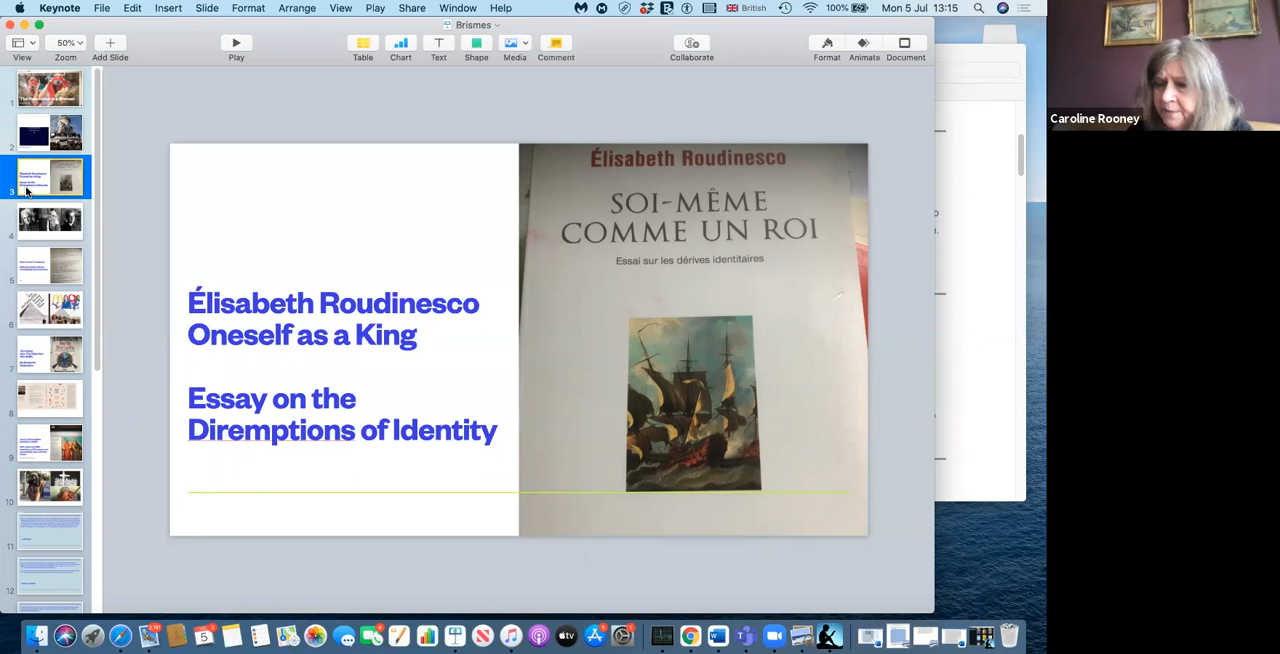 Keynote File Edit Insert Slide Format Arrange View Play Share Window Help
British 100% Mon 5 Jul 13:15
Brismes
50%
View Zoom Add Slide Play Table Chart Text Shape Media Comment Collaborate Format Animate Document
1
2
3
4
5
6
7
8
9
10
11
12
Élisabeth Roudinesco
Oneself as a King
Essay on the
Diremptions of Identity
Élisabeth Roudinesco
SOI-MÊME
COMME UN ROI
Essai sur les dérives identitaires
Caroline Rooney